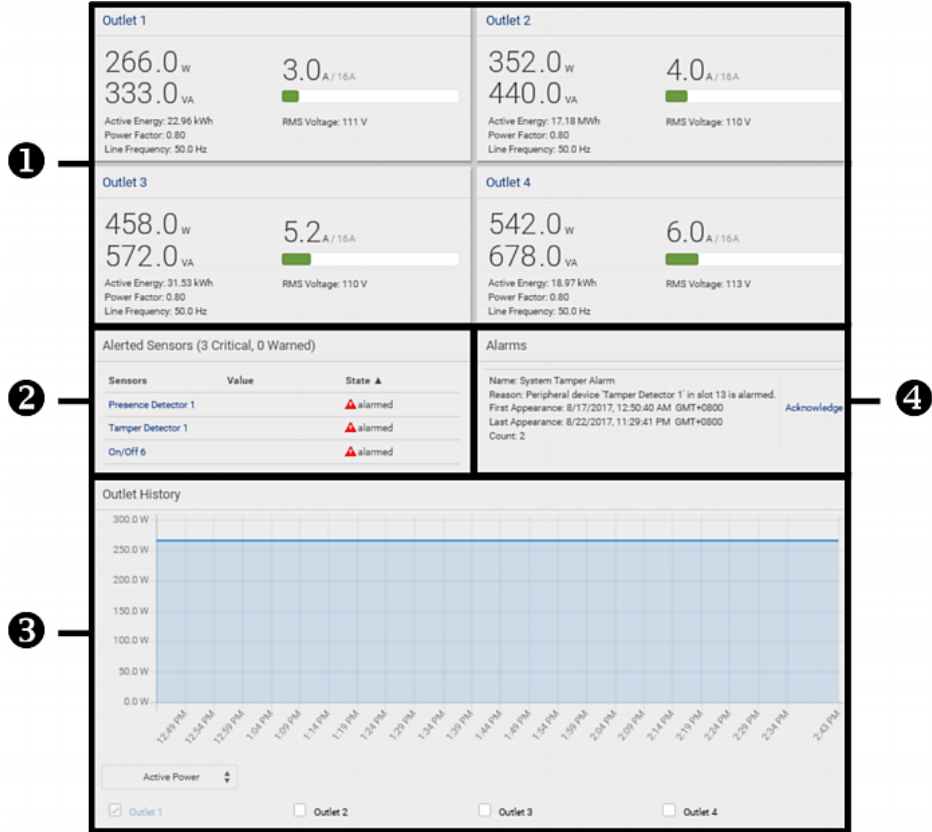 Outlet 1
266.0 W
333.0 VA
3.0 A / 16A
Active Energy: 22.96 kWh
Power Factor: 0.80
Line Frequency: 50.0 Hz
RMS Voltage: 111 V
Outlet 2
352.0 W
440.0 VA
4.0 A / 16A
Active Energy: 17.18 MWh
Power Factor: 0.80
Line Frequency: 50.0 Hz
RMS Voltage: 110 V
1
Outlet 3
458.0 W
572.0 VA
5.2 A / 16A
Active Energy: 31.53 kWh
Power Factor: 0.80
Line Frequency: 50.0 Hz
RMS Voltage: 110 V
Outlet 4
542.0 W
678.0 VA
6.0 A / 16A
Active Energy: 18.97 kWh
Power Factor: 0.80
Line Frequency: 50.0 Hz
RMS Voltage: 113 V
Alerted Sensors (3 Critical, 0 Warned)
Sensors Value State ▲
Presence Detector 1 alarmed
Tamper Detector 1 alarmed
On/Off 6 alarmed
2
Alarms
Name: System Tamper Alarm
Reason: Peripheral device 'Tamper Detector 1' in slot 13 is alarmed.
First Appearance: 8/17/2017, 12:50:40 AM GMT+0800
Last Appearance: 8/22/2017, 11:29:41 PM GMT+0800
Count: 2
Acknowledge
4
Outlet History
300.0 W
250.0 W
200.0 W
150.0 W
100.0 W
50.0 W
0.0 W
3
12:49 PM 12:54 PM 12:59 PM 1:04 PM 1:09 PM 1:14 PM 1:19 PM 1:24 PM 1:29 PM 1:34 PM 1:39 PM 1:44 PM 1:49 PM 1:54 PM 1:59 PM 2:04 PM 2:09 PM 2:14 PM 2:19 PM 2:24 PM 2:29 PM 2:34 PM 2:43 PM
Active Power
Outlet 1 Outlet 2 Outlet 3 Outlet 4